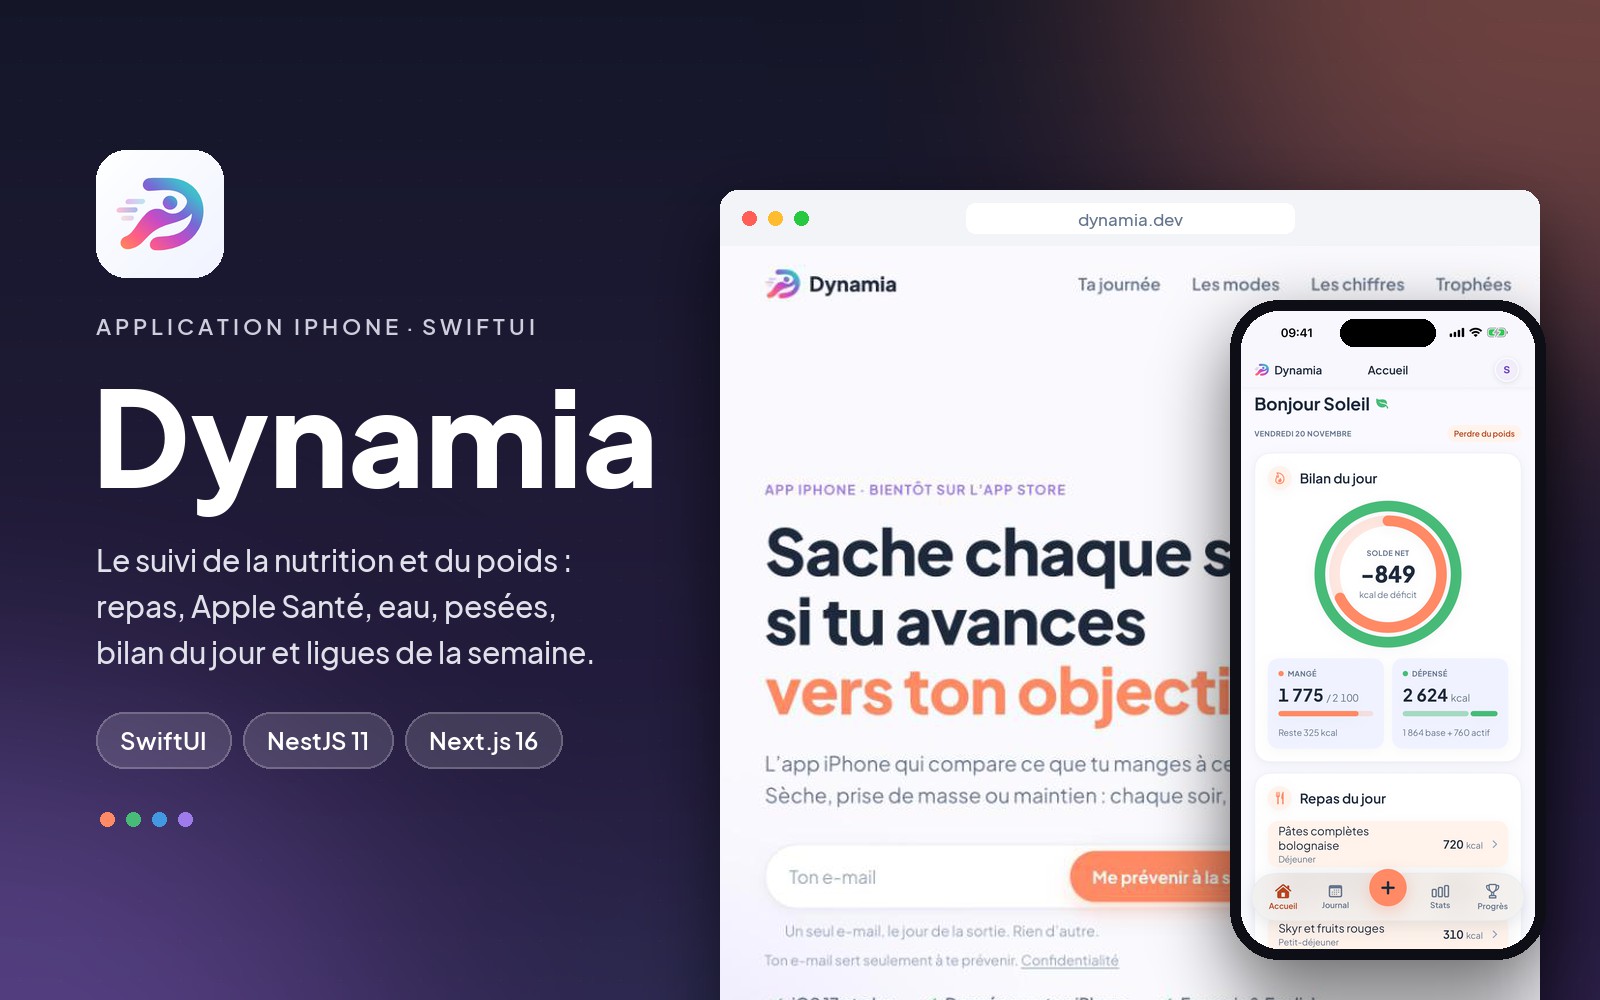 APPLICATION IPHONE · SWIFTUI
Dynamia
Le suivi de la nutrition et du poids :
repas, Apple Santé, eau, pesées,
bilan du jour et ligues de la semaine.
SwiftUI
NestJS 11
Next.js 16
dynamia.dev
Dynamia
Ta journée
Les modes
Les chiffres
Trophées
APP IPHONE · BIENTÔT SUR L'APP STORE
Sache chaque s
si tu avances
vers ton objecti
L'app iPhone qui compare ce que tu manges à ce
Sèche, prise de masse ou maintien : chaque soir,
Ton e-mail
Me prévenir à la s
Un seul e-mail, le jour de la sortie. Rien d'autre.
Ton e-mail sert seulement à te prévenir. Confidentialité
09:41
Dynamia
Accueil
S
Bonjour Soleil
VENDREDI 20 NOVEMBRE
Perdre du poids
Bilan du jour
SOLDE NET
−849
kcal de déficit
MANGÉ
1 775 / 2 100
Reste 325 kcal
DÉPENSÉ
2 624 kcal
1 864 base + 760 actif
Repas du jour
Pâtes complètes
bolognaise
Déjeuner
720 kcal
Accueil
Journal
+
Stats
Progrès
Skyr et fruits rouges
Petit-déjeuner
310 kcal